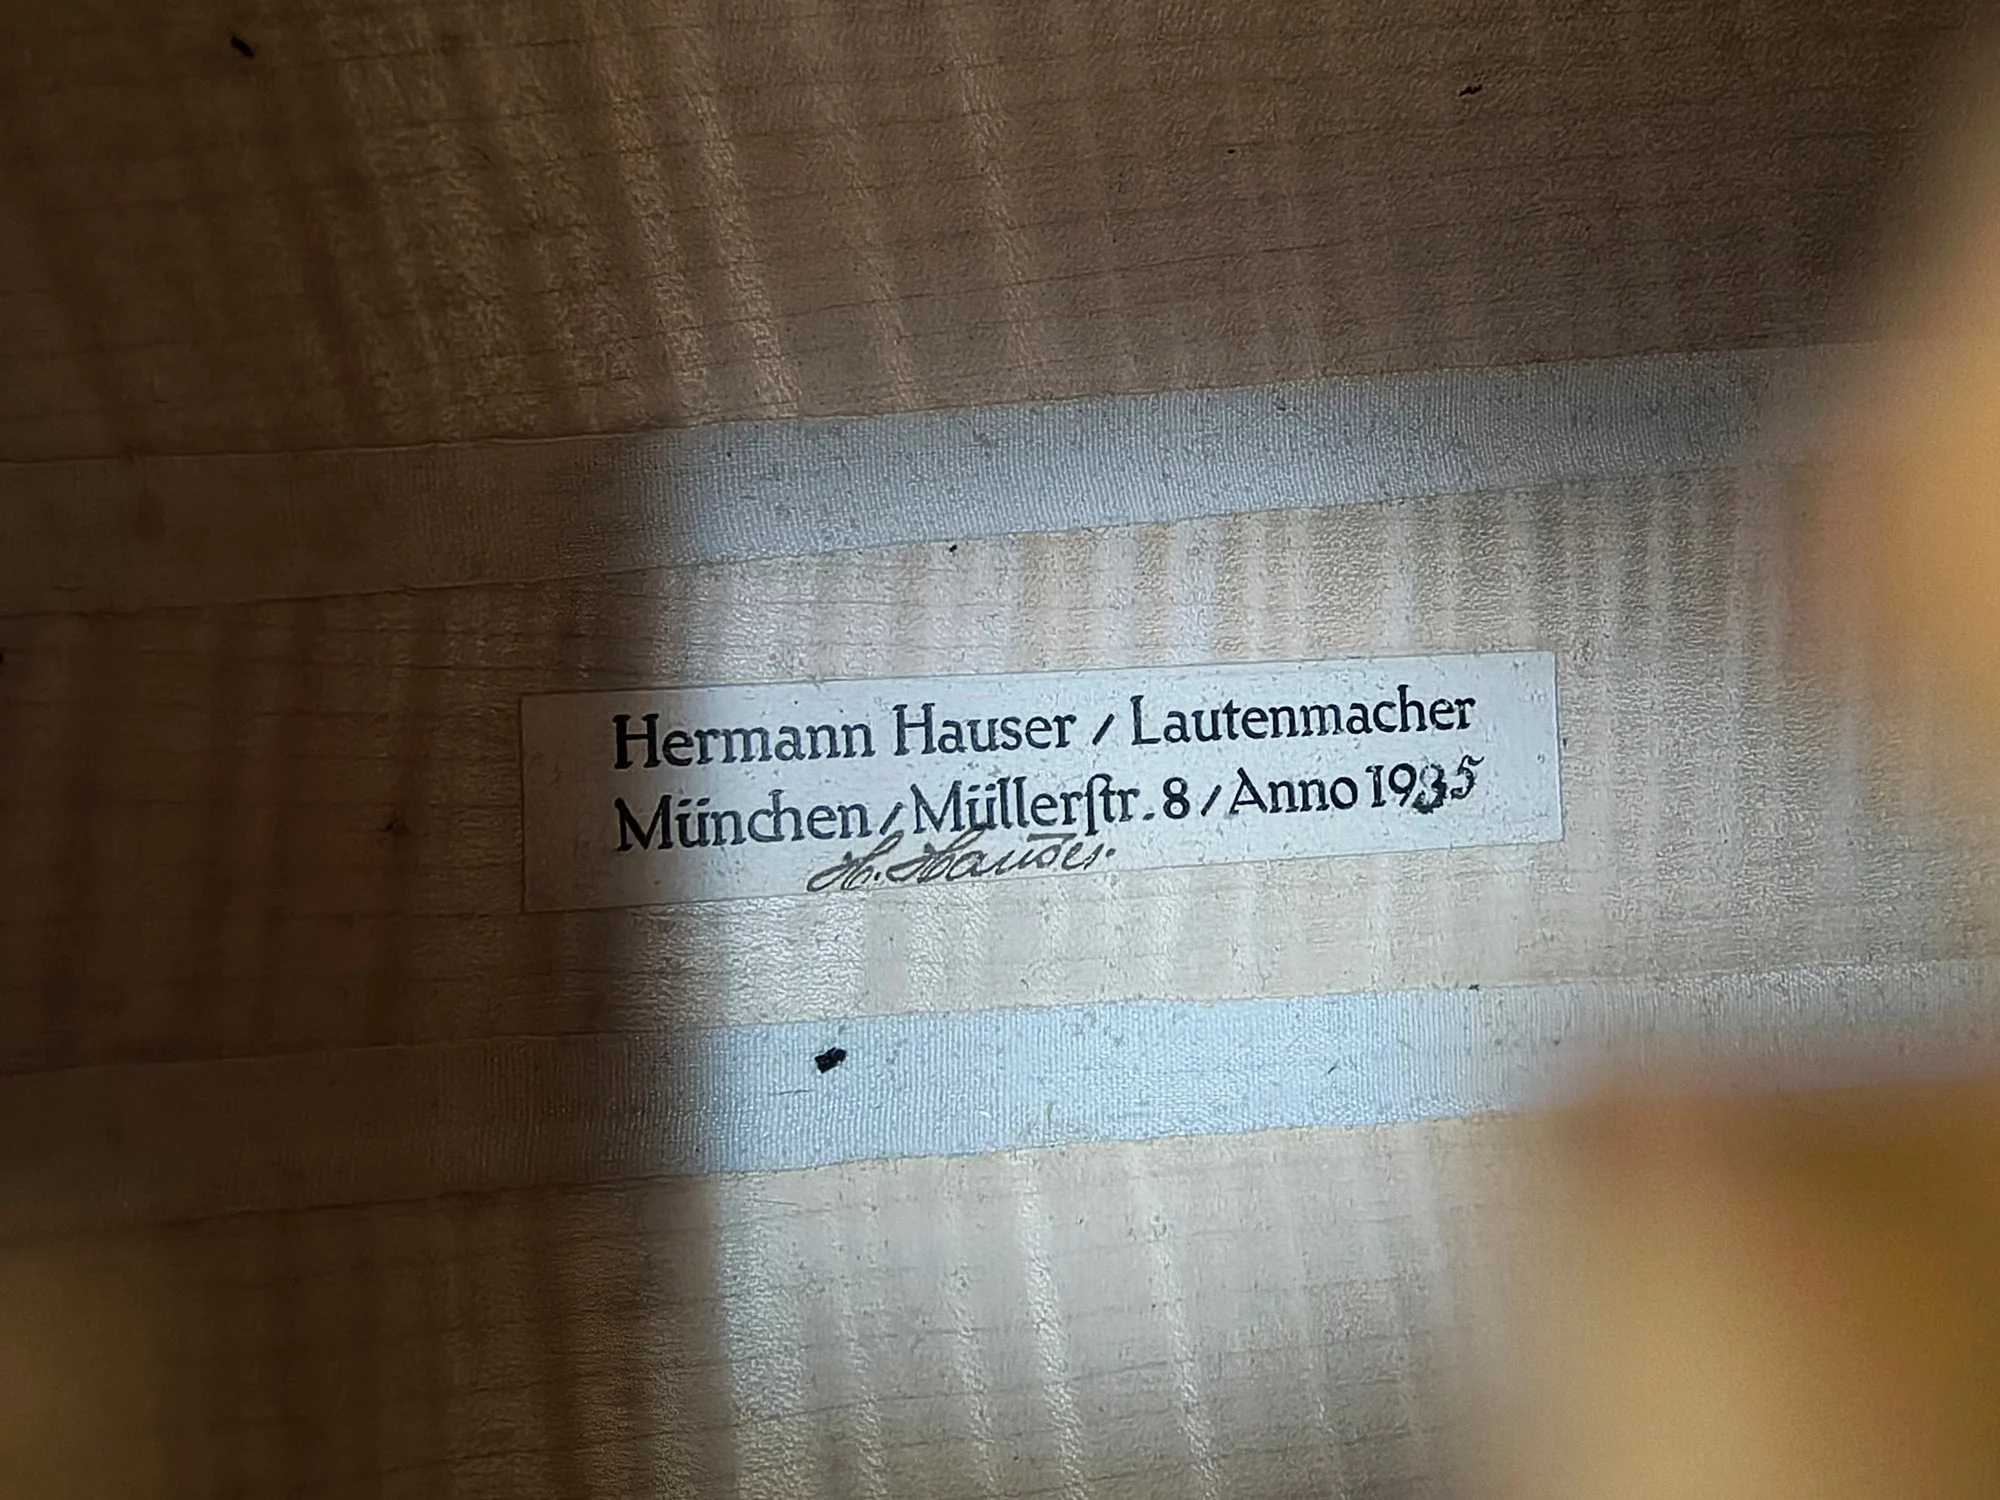 Hermann Hauser / Lautenmacher
München / Müllerſtr. 8 / Anno 1935
H. Hauser.